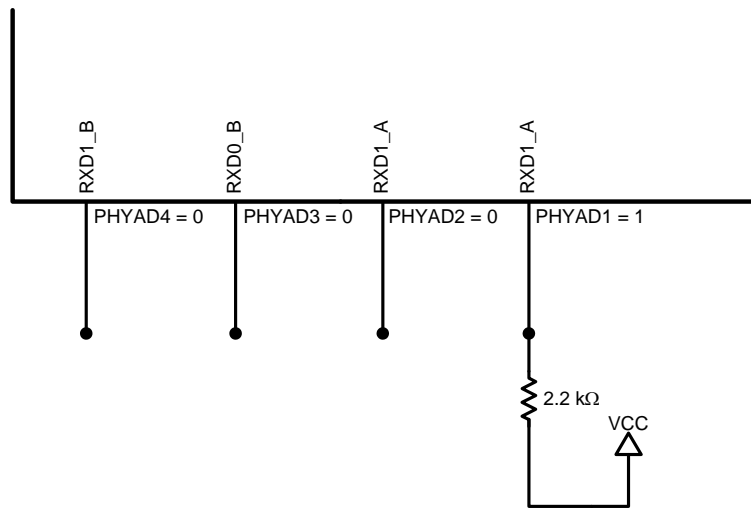 RXD1_B
RXD0_B
RXD1_A
RXD1_A
PHYAD4 = 0
PHYAD3 = 0
PHYAD2 = 0
PHYAD1 = 1
2.2 kΩ
VCC